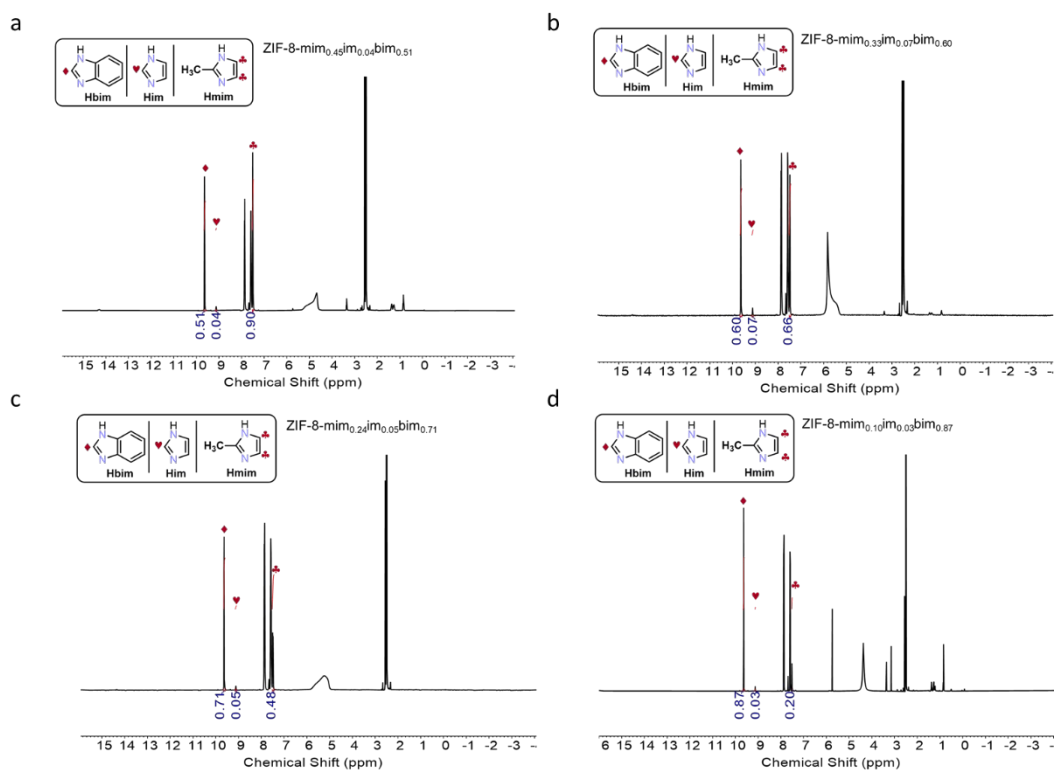 a
ZIF-8-mim0.45im0.04bim0.51
H
N
N
Hbim
H
N
N
Him
H
N
H3C
N
Hmim
0.51
0.04
0.90
15 14 13 12 11 10 9 8 7 6 5 4 3 2 1 0 -1 -2 -3 -4
Chemical Shift (ppm)
b
ZIF-8-mim0.33im0.07bim0.60
H
N
N
Hbim
H
N
N
Him
H
N
H3C
N
Hmim
0.60
0.07
0.66
15 14 13 12 11 10 9 8 7 6 5 4 3 2 1 0 -1 -2 -3 -4
Chemical Shift (ppm)
c
ZIF-8-mim0.24im0.05bim0.71
H
N
N
Hbim
H
N
N
Him
H
N
H3C
N
Hmim
0.71
0.05
0.48
15 14 13 12 11 10 9 8 7 6 5 4 3 2 1 0 -1 -2 -3 -4
Chemical Shift (ppm)
d
ZIF-8-mim0.10im0.03bim0.87
H
N
N
Hbim
H
N
N
Him
H
N
H3C
N
Hmim
0.87
0.03
0.20
6 15 14 13 12 11 10 9 8 7 6 5 4 3 2 1 0 -1 -2 -3
Chemical Shift (ppm)